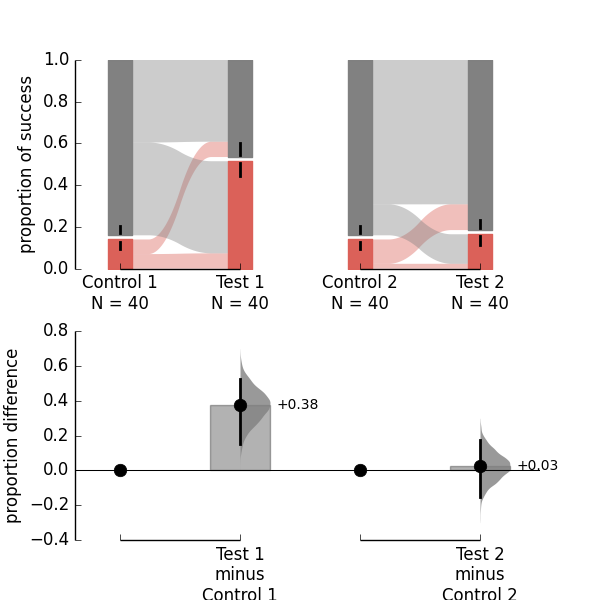 proportion of success
1.0
0.8
0.6
0.4
0.2
0.0
Control 1
N = 40
Test 1
N = 40
Control 2
N = 40
Test 2
N = 40
proportion difference
0.8
0.6
0.4
0.2
0.0
−0.2
−0.4
+0.38
+0.03
Test 1
minus
Control 1
Test 2
minus
Control 2